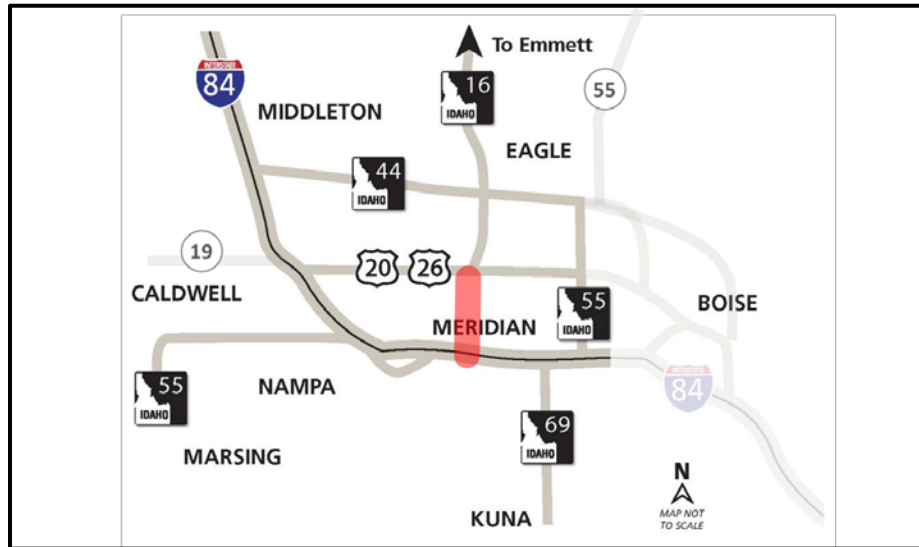 To Emmett
INTERSTATE
84
16
IDAHO
55
MIDDLETON
EAGLE
44
IDAHO
19
20
26
CALDWELL
55
IDAHO
BOISE
MERIDIAN
INTERSTATE
84
55
IDAHO
NAMPA
69
IDAHO
MARSING
N
MAP NOT
TO SCALE
KUNA